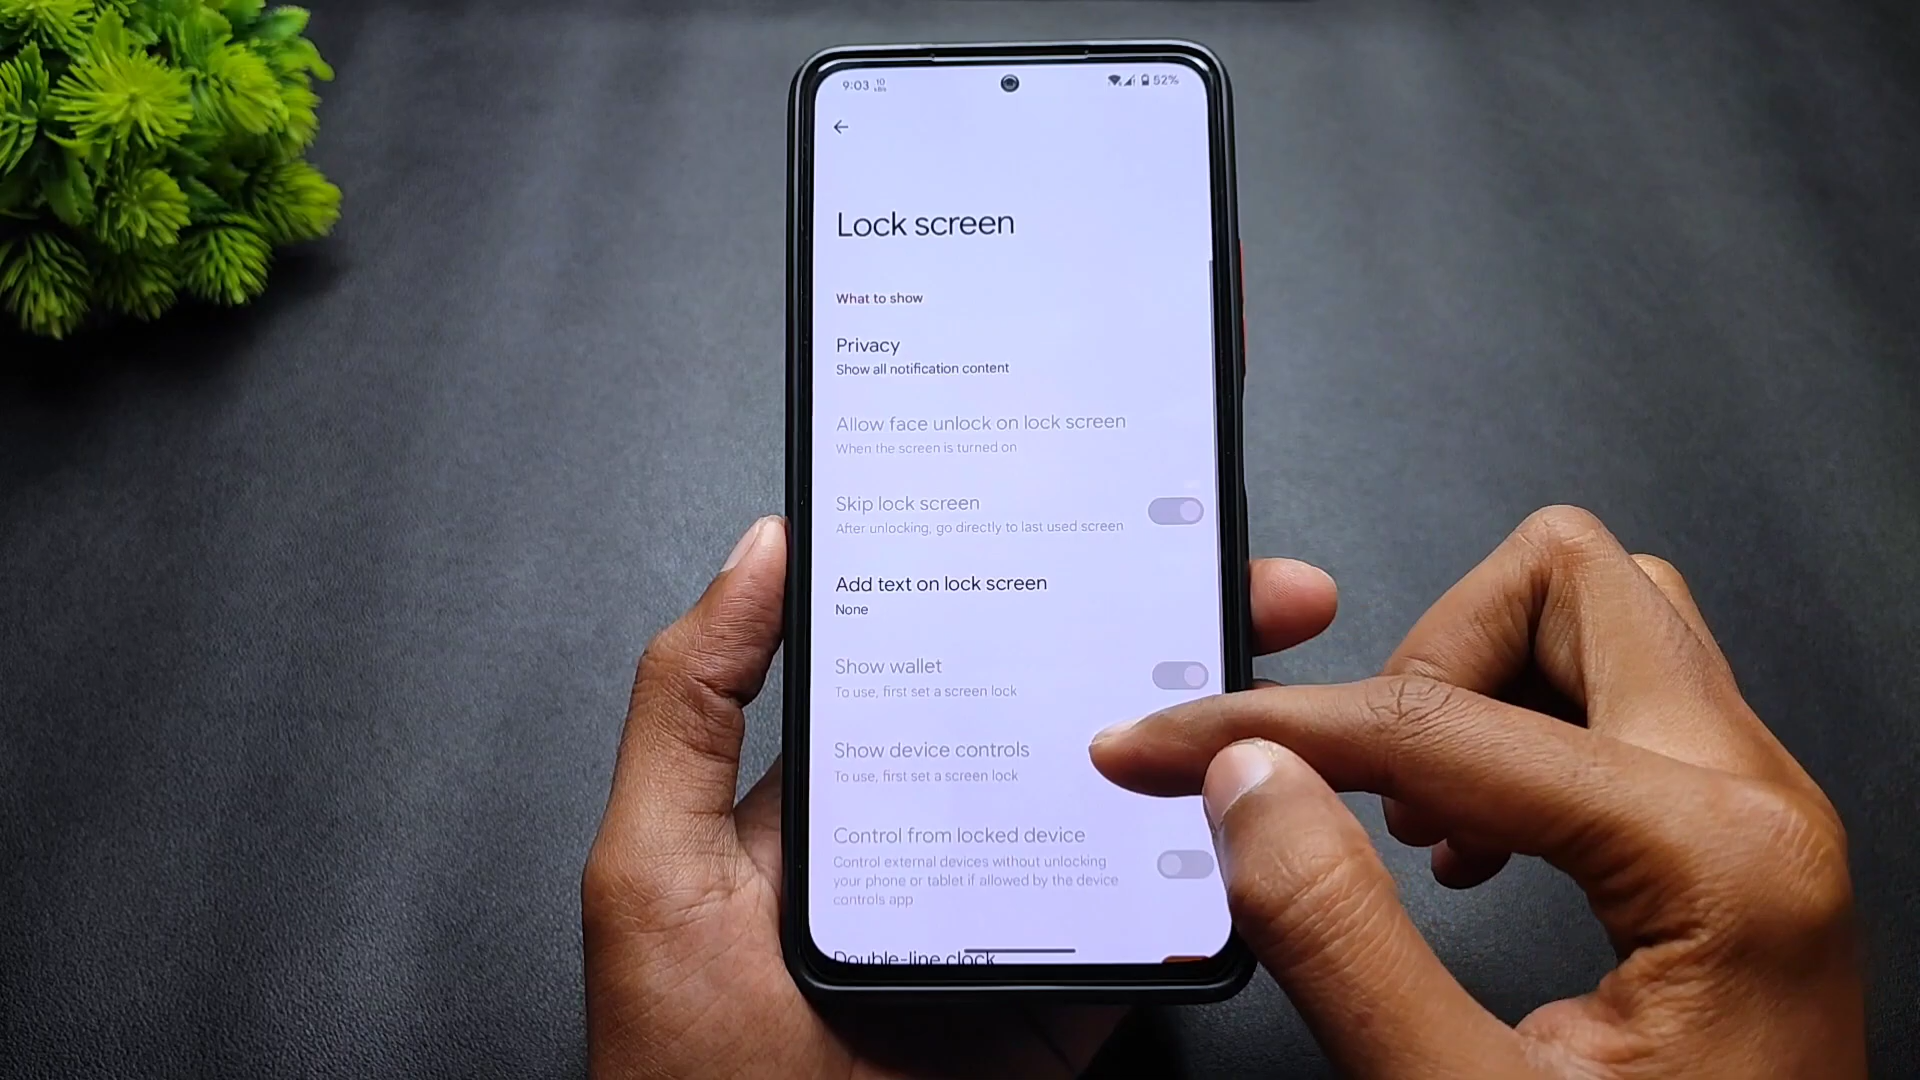 9:03 10 52%
Lock screen
What to show
Privacy
Show all notification content
Allow face unlock on lock screen
When the screen is turned on
Skip lock screen
After unlocking, go directly to last used screen
Add text on lock screen
None
Show wallet
To use, first set a screen lock
Show device controls
To use, first set a screen lock
Control from locked device
Control external devices without unlocking
your phone or tablet if allowed by the device
controls app
Double-line clock